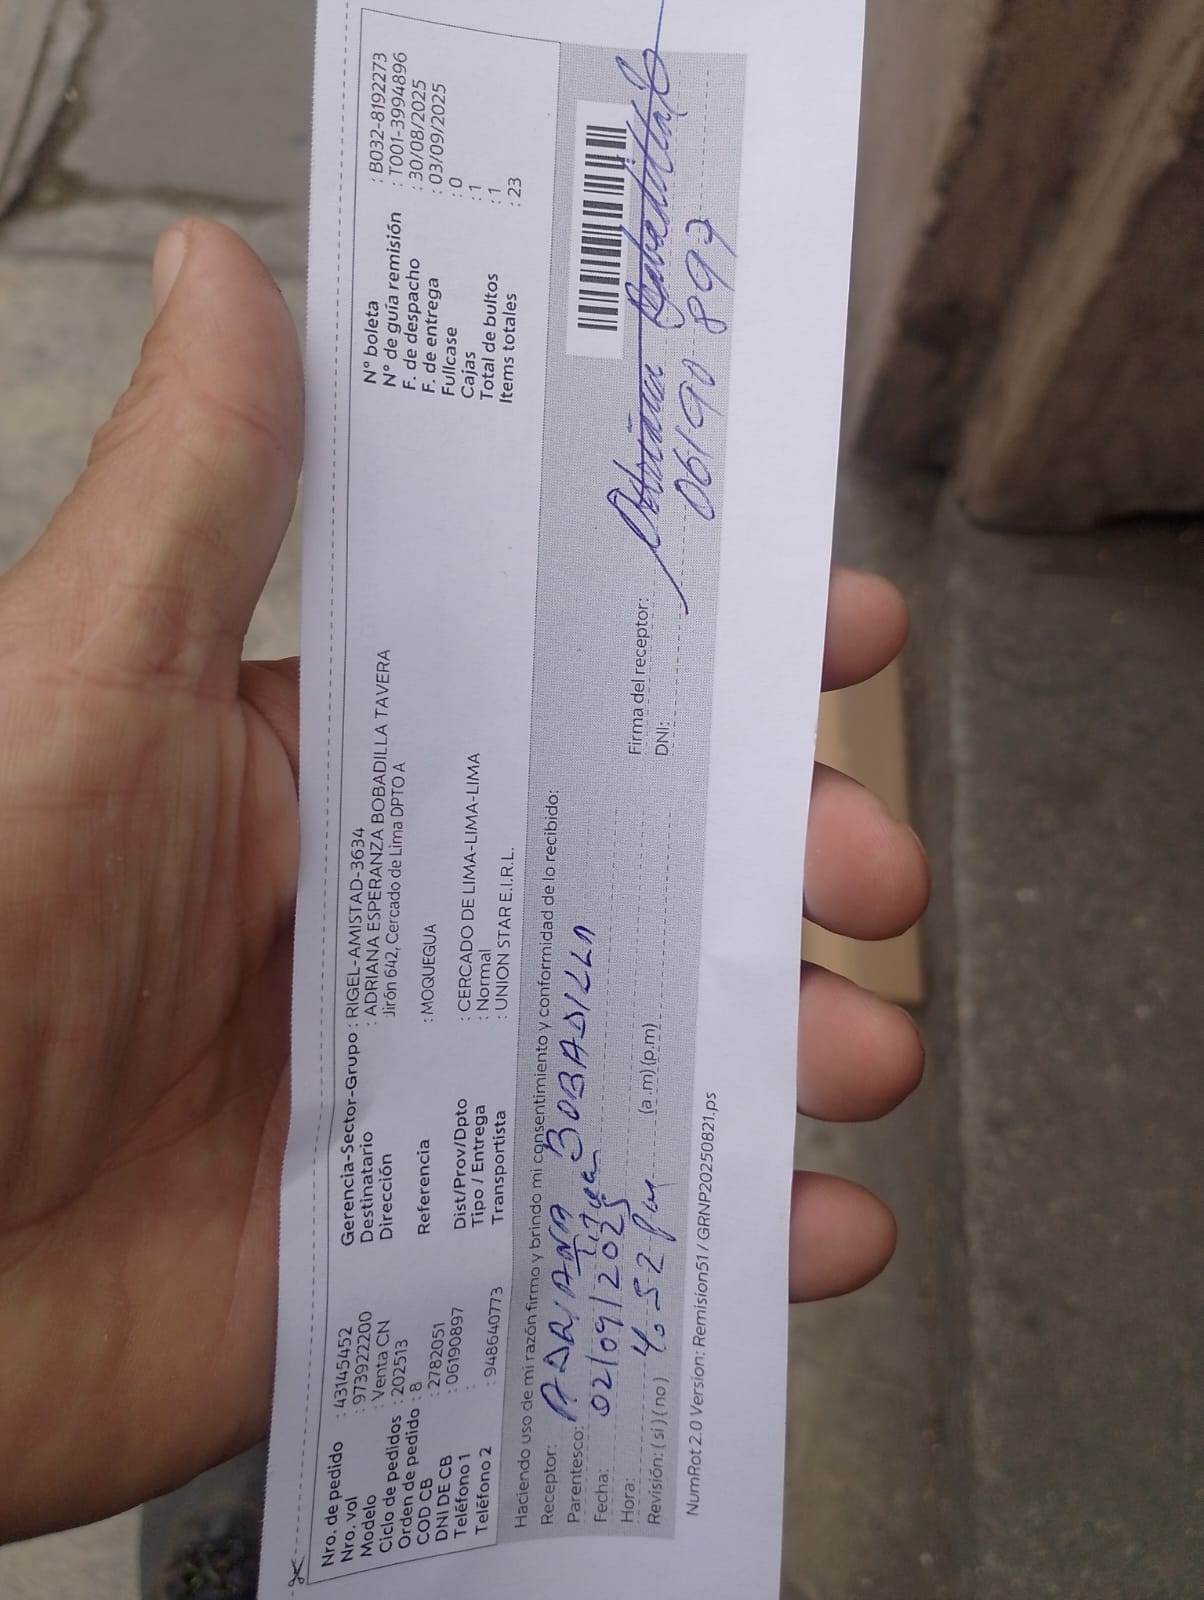 Nro. de pedido : 43145452
Nro. vol : 973922200
Modelo : Venta CN
Ciclo de pedidos : 202513
Orden de pedido : 8
COD CB : 2782051
DNI DE CB : 06190897
Teléfono 1 :
Teléfono 2 : 948640773
Gerencia-Sector-Grupo : RIGEL-AMISTAD-3634
Destinatario : ADRIANA ESPERANZA BOBADILLA TAVERA
Dirección Jirón 642, Cercado de Lima DPTO A
Referencia : MOQUEGUA
Dist/Prov/Dpto : CERCADO DE LIMA-LIMA-LIMA
Tipo / Entrega : Normal
Transportista : UNION STAR E.I.R.L.
N° boleta : B032-8192273
N° de guía remisión : T001-3994896
F. de despacho : 30/08/2025
F. de entrega : 03/09/2025
Fullcase : 0
Cajas : 1
Total de bultos : 1
Items totales : 23
Haciendo uso de mi razón firmo y brindo mi consentimiento y conformidad de lo recibido:
Receptor: ADRIANA BOBADILLA
Parentesco:
Fecha: 02/09/2025
Hora: 4.52 pm (a.m) (p.m)
Revisión: (si) (no)
Firma del receptor: Adriana Bobadilla
DNI: 06190897
NumRot 2.0 Version: Remision51 / GRNP20250821.ps